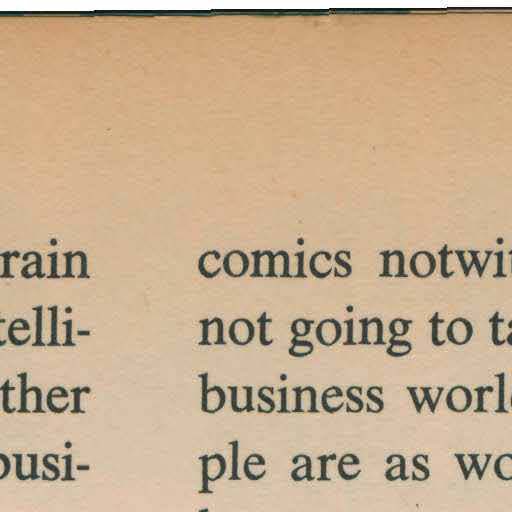 rain
telli-
ther
busi-
comics notwit
not going to ta
business worl
ple are as wo